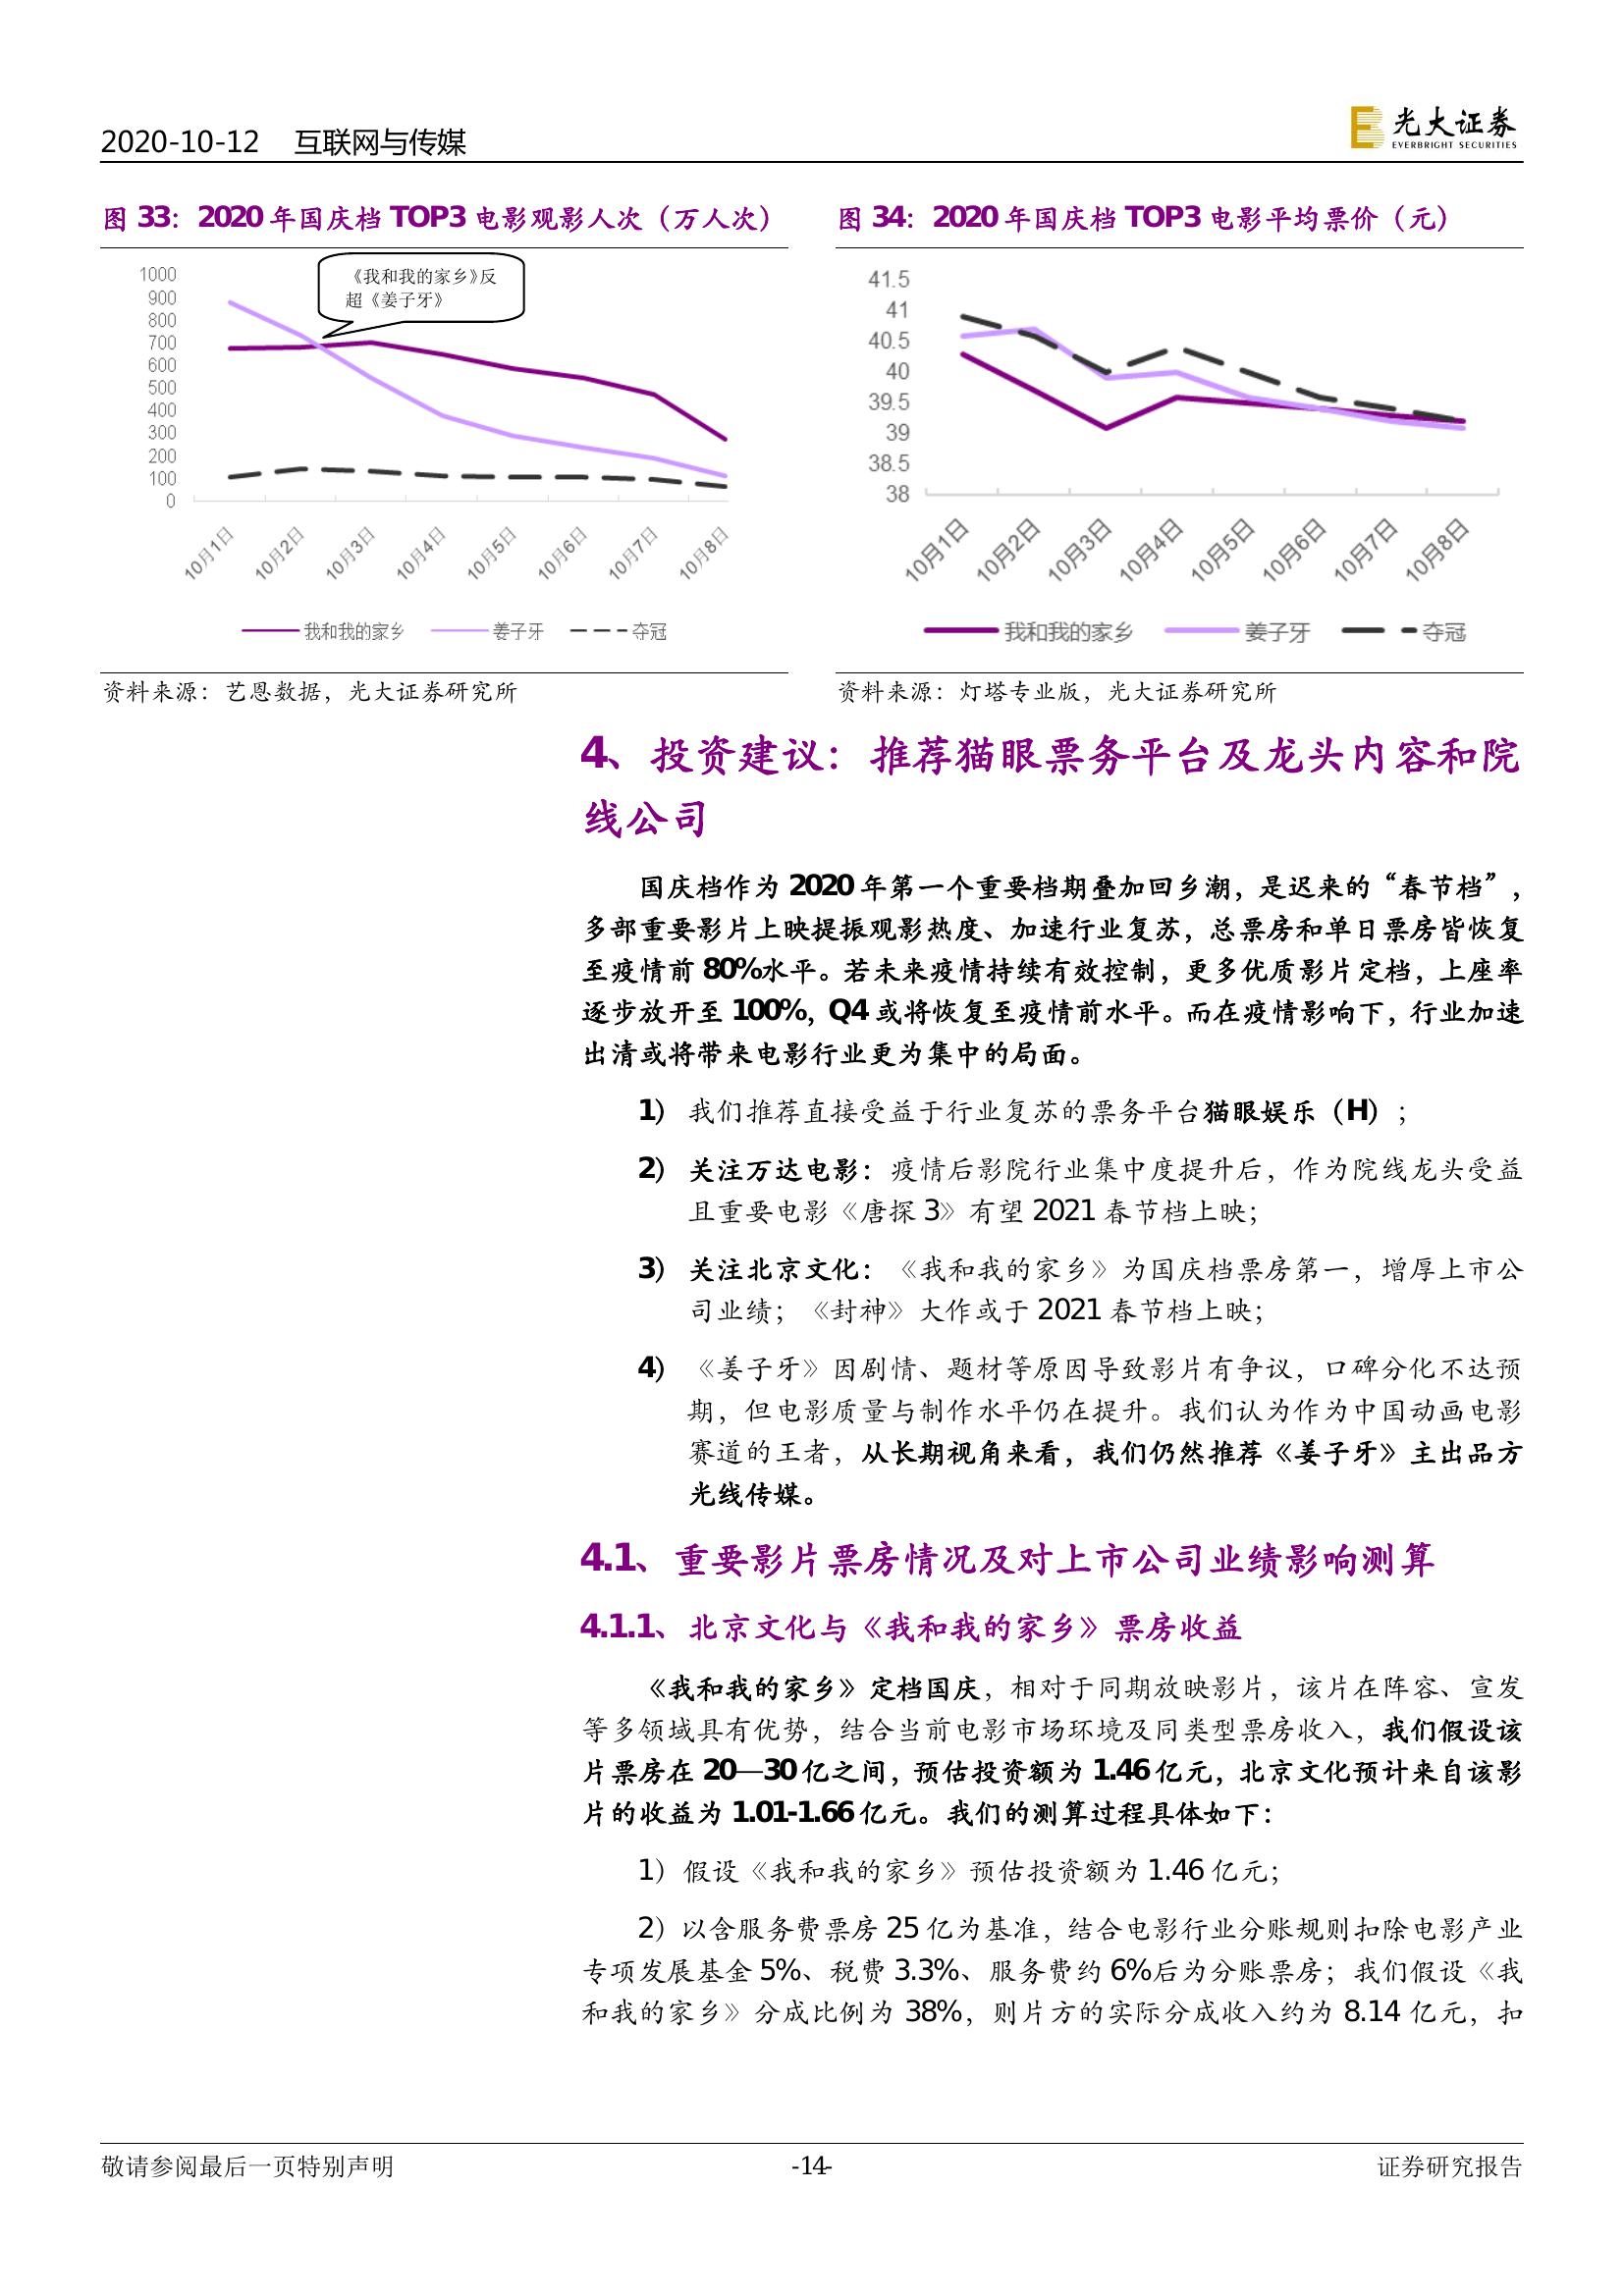 2020-10-12 互联网与传媒
光大证券
EVERBRIGHT SECURITIES
图 33：2020 年国庆档 TOP3 电影观影人次（万人次）
1000
900
800
700
600
500
400
300
200
100
0
《我和我的家乡》反
超《姜子牙》
10月1日
10月2日
10月3日
10月4日
10月5日
10月6日
10月7日
10月8日
我和我的家乡 姜子牙 夺冠
资料来源：艺恩数据，光大证券研究所
图 34：2020 年国庆档 TOP3 电影平均票价（元）
41.5
41
40.5
40
39.5
39
38.5
38
10月1日
10月2日
10月3日
10月4日
10月5日
10月6日
10月7日
10月8日
我和我的家乡 姜子牙 夺冠
资料来源：灯塔专业版，光大证券研究所
4、投资建议：推荐猫眼票务平台及龙头内容和院
线公司
国庆档作为 2020 年第一个重要档期叠加回乡潮，是迟来的“春节档”，
多部重要影片上映提振观影热度、加速行业复苏，总票房和单日票房皆恢复
至疫情前 80%水平。若未来疫情持续有效控制，更多优质影片定档，上座率
逐步放开至 100%，Q4 或将恢复至疫情前水平。而在疫情影响下，行业加速
出清或将带来电影行业更为集中的局面。
1) 我们推荐直接受益于行业复苏的票务平台猫眼娱乐（H）；
2) 关注万达电影：疫情后影院行业集中度提升后，作为院线龙头受益
且重要电影《唐探 3》有望 2021 春节档上映；
3) 关注北京文化：《我和我的家乡》为国庆档票房第一，增厚上市公
司业绩；《封神》大作或于 2021 春节档上映；
4) 《姜子牙》因剧情、题材等原因导致影片有争议，口碑分化不达预
期，但电影质量与制作水平仍在提升。我们认为作为中国动画电影
赛道的王者，从长期视角来看，我们仍然推荐《姜子牙》主出品方
光线传媒。
4.1、重要影片票房情况及对上市公司业绩影响测算
4.1.1、北京文化与《我和我的家乡》票房收益
《我和我的家乡》定档国庆，相对于同期放映影片，该片在阵容、宣发
等多领域具有优势，结合当前电影市场环境及同类型票房收入，我们假设该
片票房在 20—30 亿之间，预估投资额为 1.46 亿元，北京文化预计来自该影
片的收益为 1.01-1.66 亿元。我们的测算过程具体如下：
1）假设《我和我的家乡》预估投资额为 1.46 亿元；
2）以含服务费票房 25 亿为基准，结合电影行业分账规则扣除电影产业
专项发展基金 5%、税费 3.3%、服务费约 6%后为分账票房；我们假设《我
和我的家乡》分成比例为 38%，则片方的实际分成收入约为 8.14 亿元，扣
敬请参阅最后一页特别声明 -14- 证券研究报告